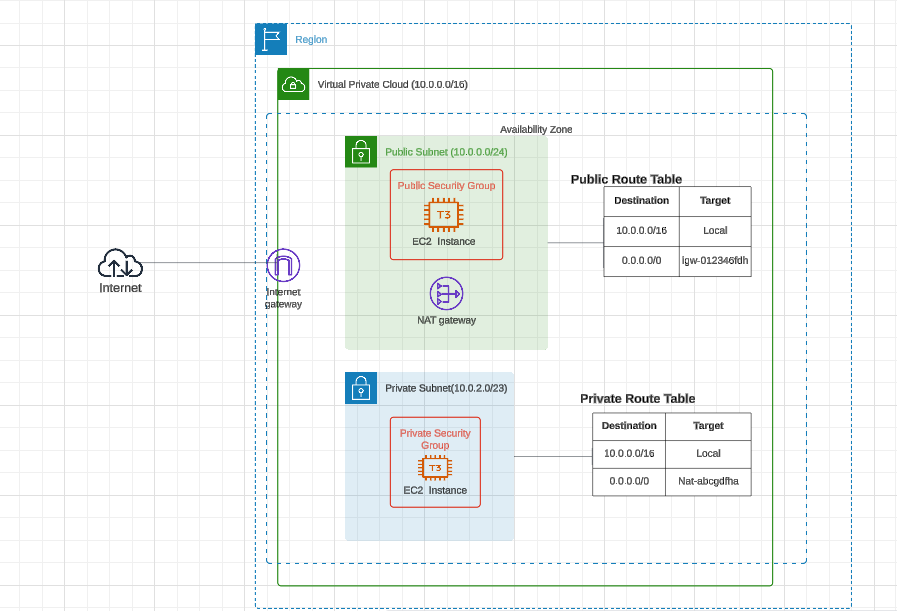 Region
Virtual Private Cloud (10.0.0.0/16)
Availability Zone
Public Subnet (10.0.0.0/24)
Public Security Group
T3
EC2 Instance
NAT gateway
Internet
Internet
gateway
Public Route Table
Destination Target
10.0.0.0/16 Local
0.0.0.0/0 igw-012346fdh
Private Subnet(10.0.2.0/23)
Private Security
Group
T3
EC2 Instance
Private Route Table
Destination Target
10.0.0.0/16 Local
0.0.0.0/0 Nat-abcgdfha